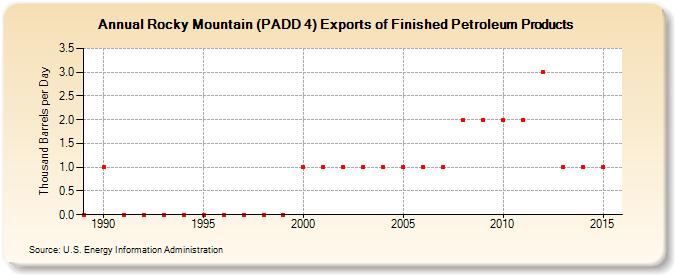 Annual Rocky Mountain (PADD 4) Exports of Finished Petroleum Products
Thousand Barrels per Day
3.5
3.0
2.5
2.0
1.5
1.0
0.5
0.0
1990 1995 2000 2005 2010 2015
Source: U.S. Energy Information Administration